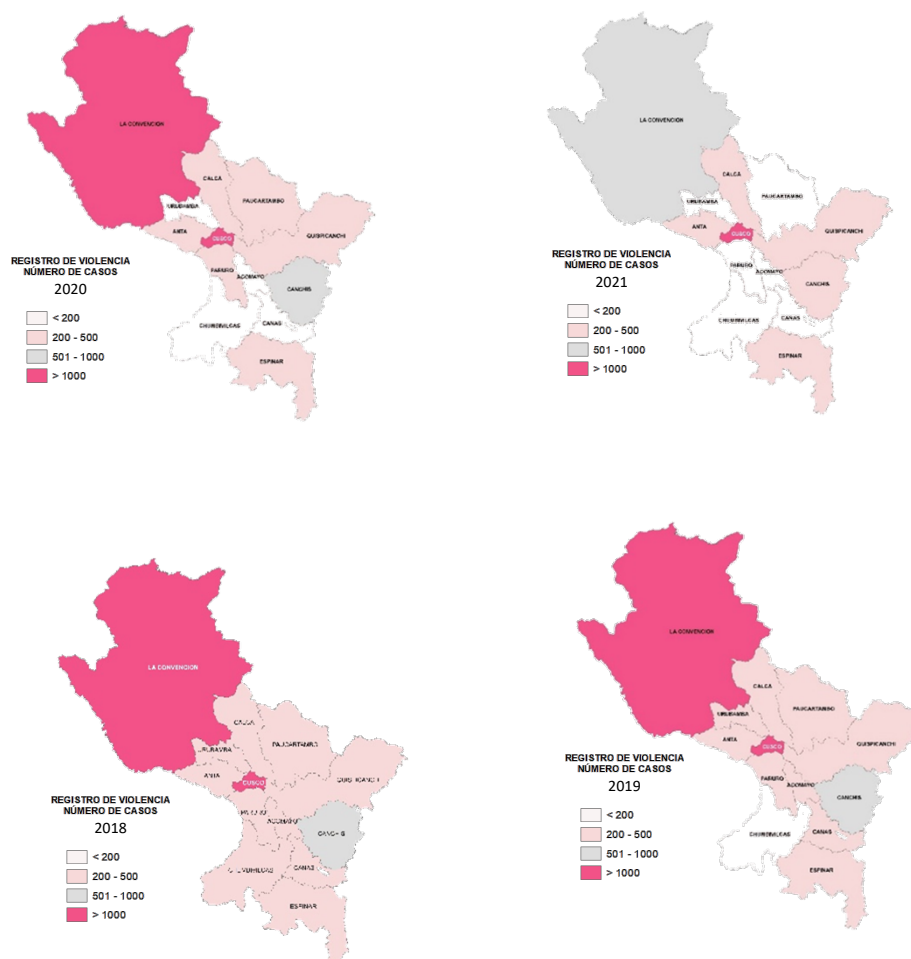 LA CONVENCION
CALCA
URUBAMBA
PAUCARTAMBO
ANTA
CUSCO
QUISPICANCHI
PARURO
ACOMAYO
CANCHIS
CHUMBIVILCAS
CANAS
ESPINAR
REGISTRO DE VIOLENCIA
NÚMERO DE CASOS
2020
< 200
200 - 500
501 - 1000
> 1000
LA CONVENCION
CALCA
PAUCARTAMBO
URUBAMBA
ANTA
CUSCO
QUISPICANCHI
PARURO
ACOMAYO
CANCHIS
CHUMBIVILCAS
CANAS
ESPINAR
REGISTRO DE VIOLENCIA
NÚMERO DE CASOS
2021
< 200
200 - 500
501 - 1000
> 1000
LA CONVENCION
CALCA
URUBAMBA
PAUCARTAMBO
ANTA
CUSCO
QUISPICANCHI
PARURO
ACOMAYO
CANCHIS
CHUMBIVILCAS
CANAS
ESPINAR
REGISTRO DE VIOLENCIA
NÚMERO DE CASOS
2018
< 200
200 - 500
501 - 1000
> 1000
LA CONVENCION
CALCA
URUBAMBA
PAUCARTAMBO
ANTA
CUSCO
QUISPICANCHI
PARURO
ACOMAYO
CANCHIS
CHUMBIVILCAS
CANAS
ESPINAR
REGISTRO DE VIOLENCIA
NÚMERO DE CASOS
2019
< 200
200 - 500
501 - 1000
> 1000